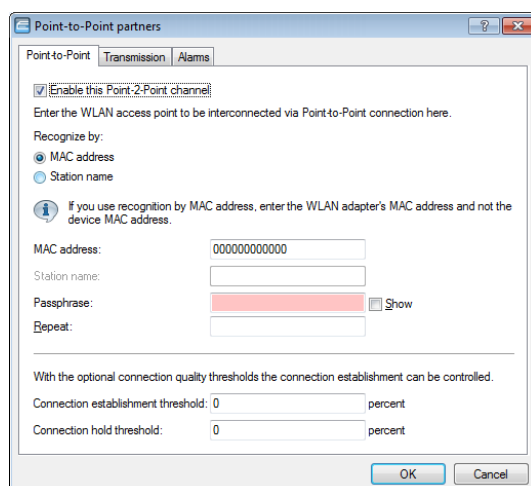 Point-to-Point partners
Point-to-Point Transmission Alarms
Enable this Point-2-Point channel
Enter the WLAN access point to be interconnected via Point-to-Point connection here.
Recognize by:
MAC address
Station name
If you use recognition by MAC address, enter the WLAN adapter's MAC address and not the
device MAC address.
MAC address: 000000000000
Station name:
Passphrase: Show
Repeat:
With the optional connection quality thresholds the connection establishment can be controlled.
Connection establishment threshold: 0 percent
Connection hold threshold: 0 percent
OK Cancel